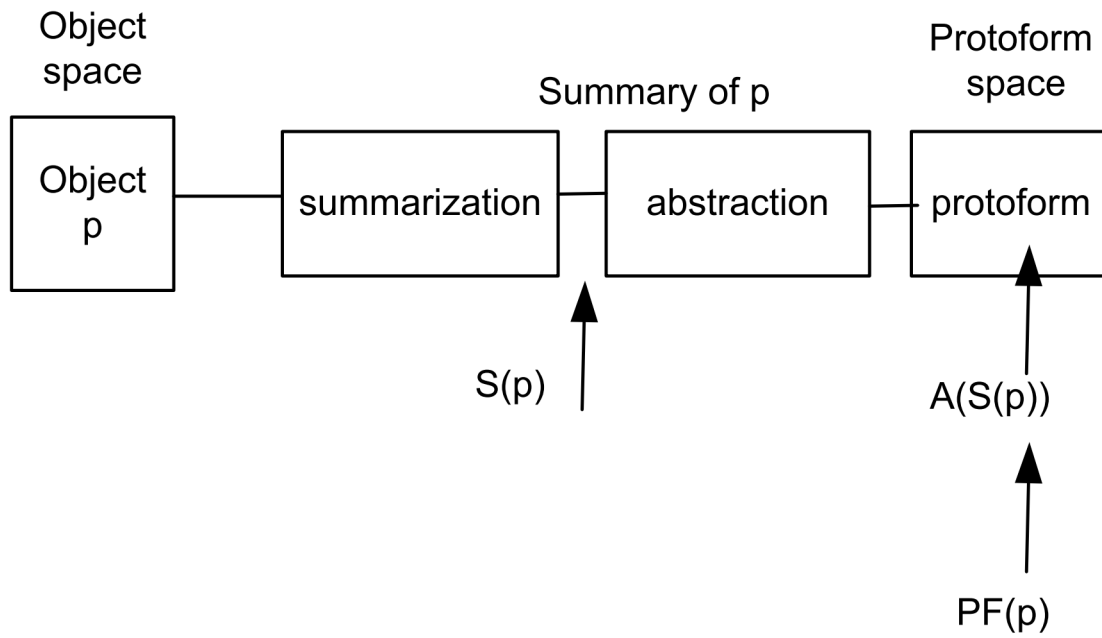 Object
space
Protoform
space
Summary of p
Object
p
summarization
abstraction
protoform
S(p)
A(S(p))
PF(p)